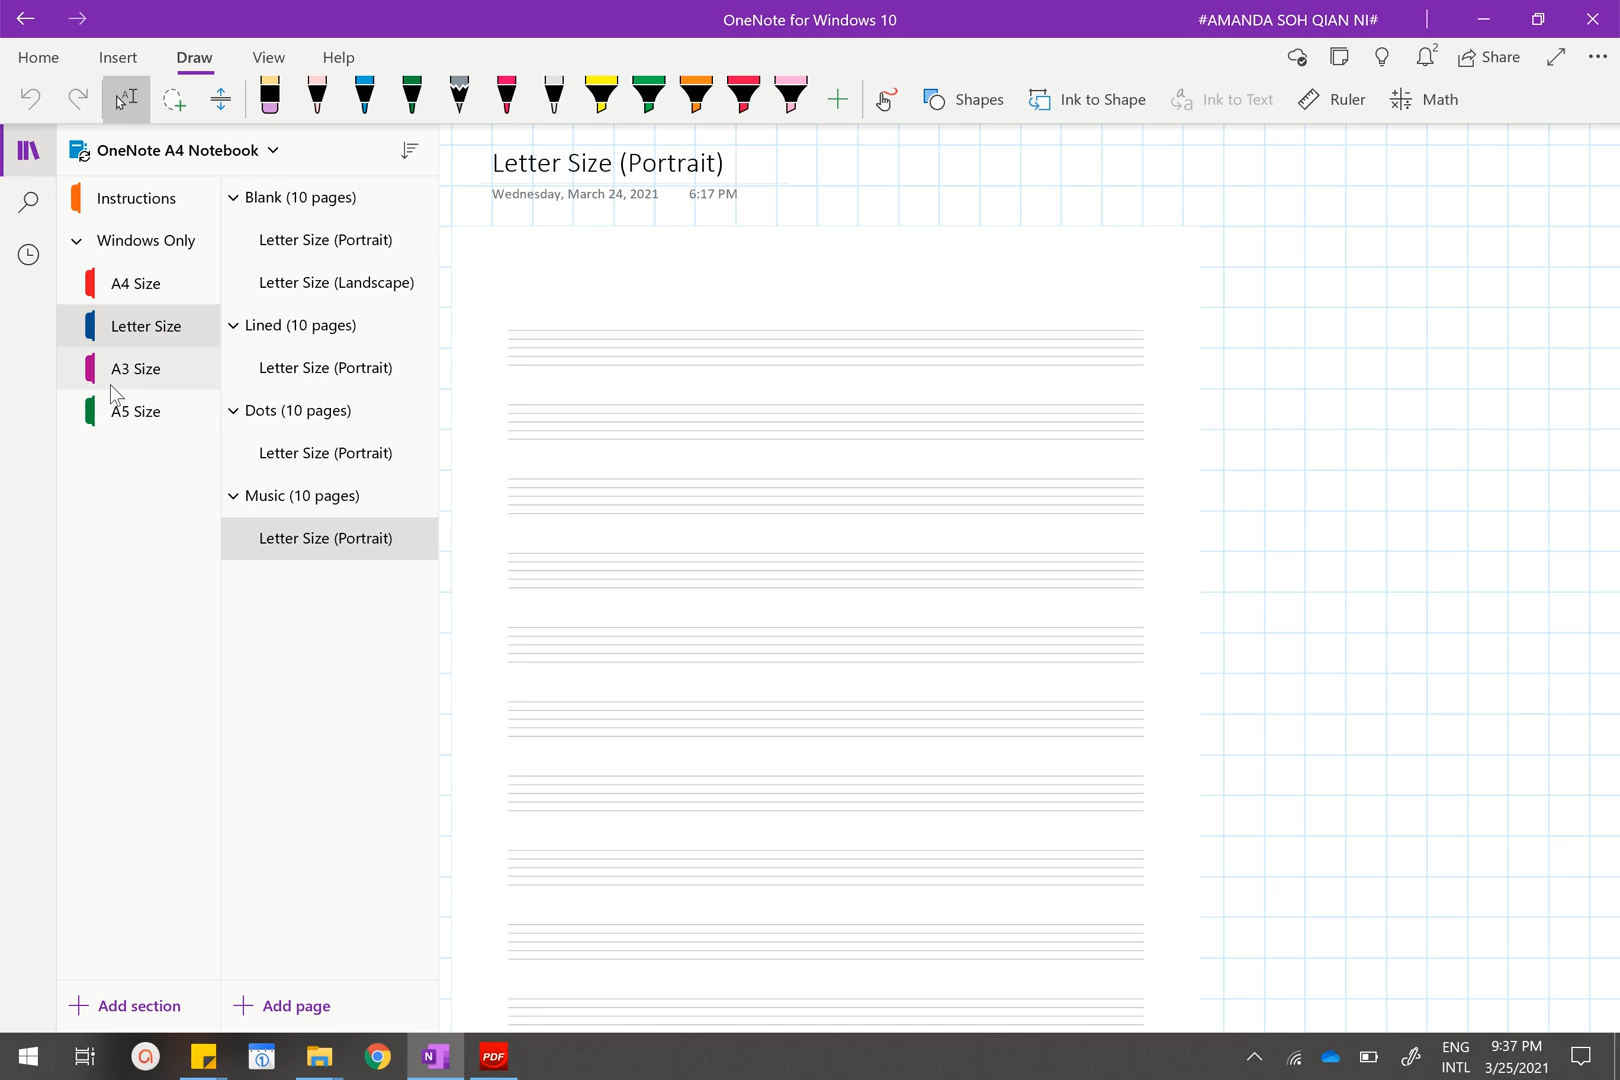 OneNote for Windows 10
#AMANDA SOH QIAN NI#
Home Insert Draw View Help
2
Share
AI
Shapes Ink to Shape
a
a Ink to Text Ruler Math
OneNote A4 Notebook
Instructions
Windows Only
A4 Size
Letter Size
A3 Size
A5 Size
Blank (10 pages)
Letter Size (Portrait)
Letter Size (Landscape)
Lined (10 pages)
Letter Size (Portrait)
Dots (10 pages)
Letter Size (Portrait)
Music (10 pages)
Letter Size (Portrait)
Letter Size (Portrait)
Wednesday, March 24, 2021 6:17 PM
Add section
Add page
1
N
PDF
ENG
INTL
9:37 PM
3/25/2021